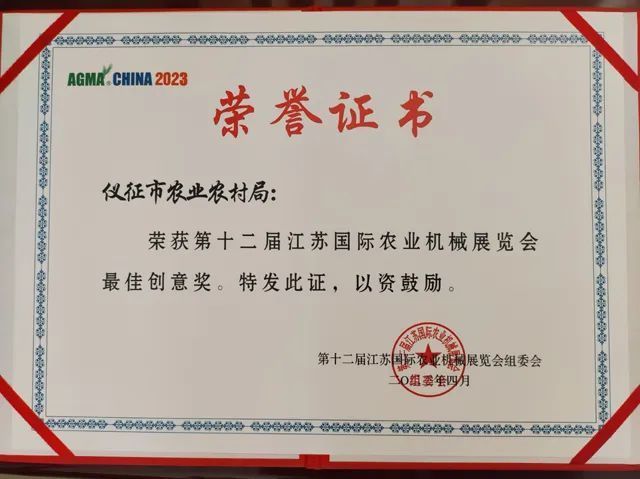 AGMA CHINA 2023
荣誉证书
仪征市农业农村局：
荣获第十二届江苏国际农业机械展览会
最佳创意奖。特发此证，以资鼓励。
第十二届江苏国际农业机械展览会组委会
二〇二三年四月
组委会